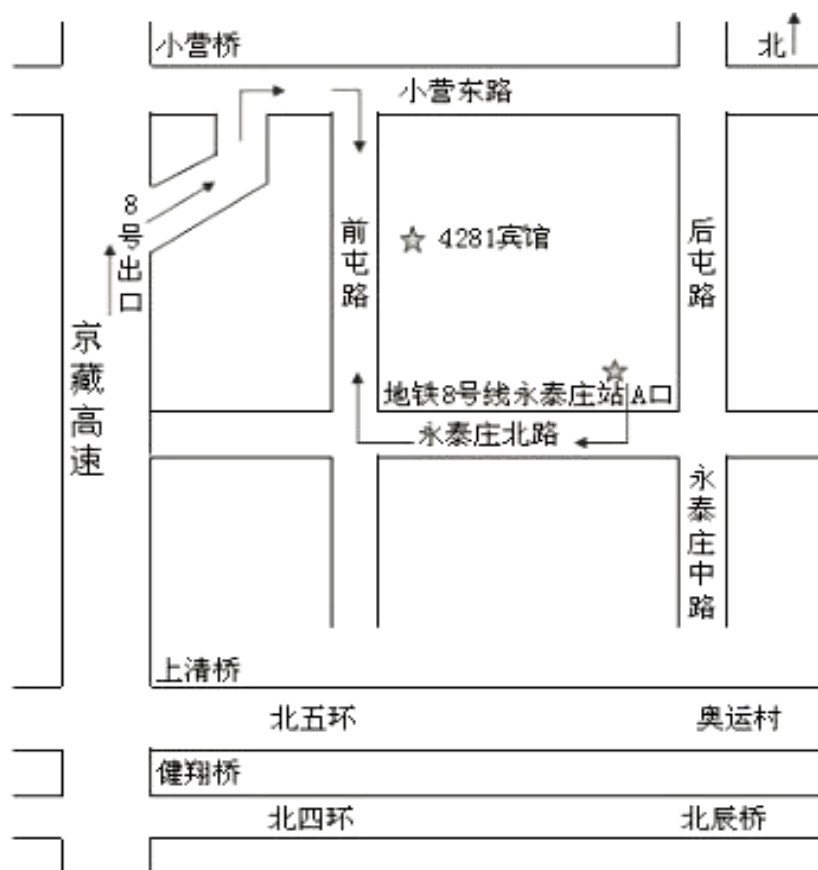 小营桥
北
小营东路
8号出口
前屯路
4281宾馆
后屯路
京藏高速
地铁8号线永泰庄站A口
永泰庄北路
永泰庄中路
上清桥
北五环
奥运村
健翔桥
北四环
北辰桥